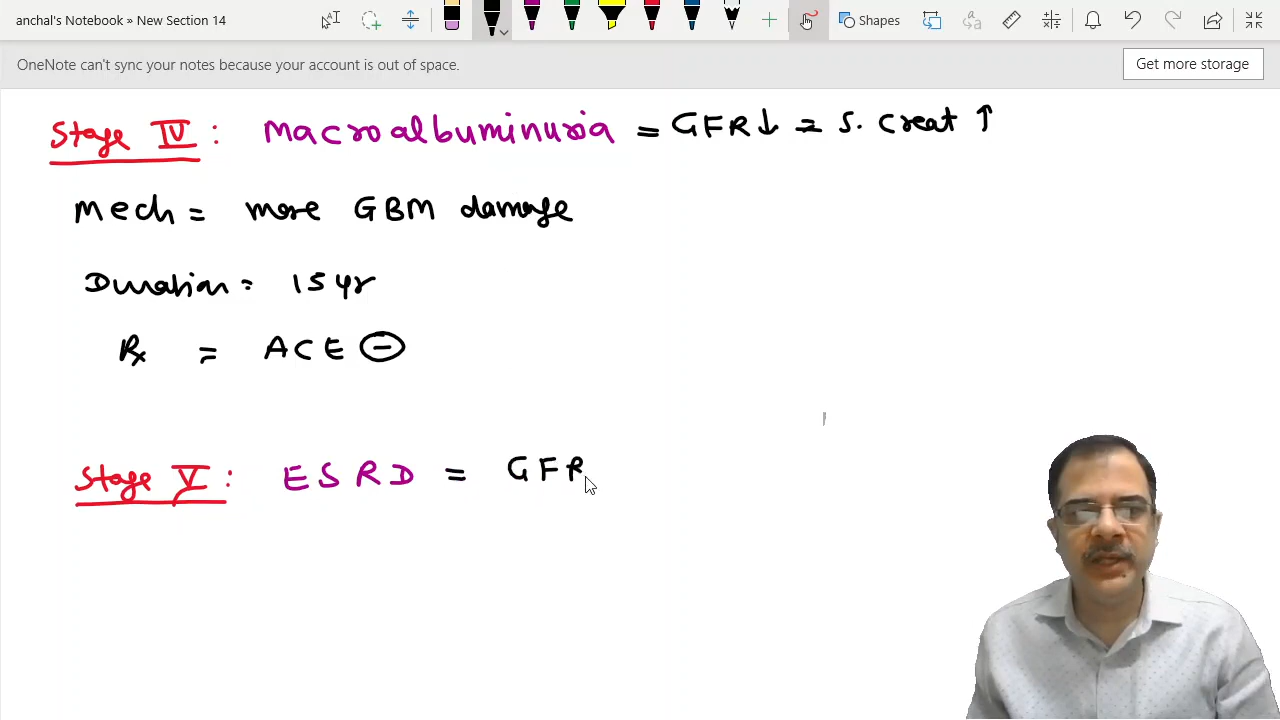 anchal's Notebook » New Section 14
Shapes
OneNote can't sync your notes because your account is out of space.
Get more storage
Stage IV : Macroalbuminuria = GFR↓ = S. Creat ↑
Mech = more GBM damage
Duration = 15 yr
Rx = ACE ⊖
Stage V : ESRD = GFR